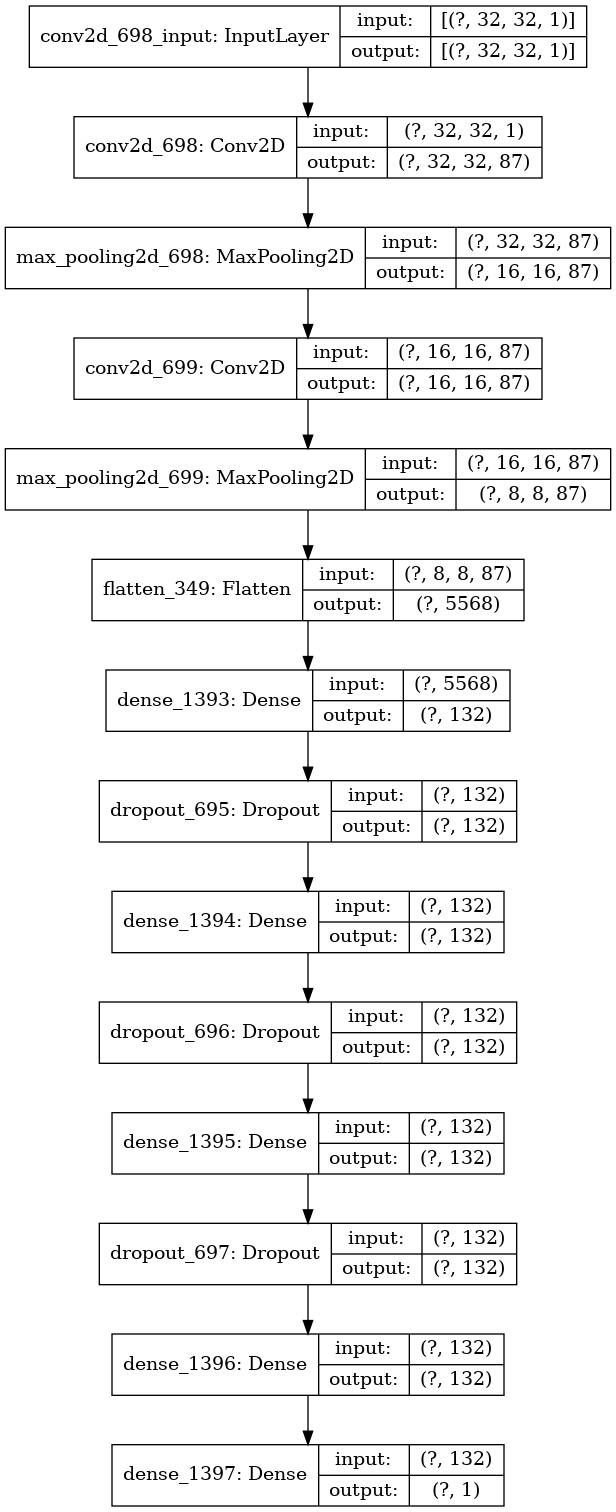 conv2d_698_input: InputLayer input: [(?, 32, 32, 1)]
output: [(?, 32, 32, 1)]
conv2d_698: Conv2D input: (?, 32, 32, 1)
output: (?, 32, 32, 87)
max_pooling2d_698: MaxPooling2D input: (?, 32, 32, 87)
output: (?, 16, 16, 87)
conv2d_699: Conv2D input: (?, 16, 16, 87)
output: (?, 16, 16, 87)
max_pooling2d_699: MaxPooling2D input: (?, 16, 16, 87)
output: (?, 8, 8, 87)
flatten_349: Flatten input: (?, 8, 8, 87)
output: (?, 5568)
dense_1393: Dense input: (?, 5568)
output: (?, 132)
dropout_695: Dropout input: (?, 132)
output: (?, 132)
dense_1394: Dense input: (?, 132)
output: (?, 132)
dropout_696: Dropout input: (?, 132)
output: (?, 132)
dense_1395: Dense input: (?, 132)
output: (?, 132)
dropout_697: Dropout input: (?, 132)
output: (?, 132)
dense_1396: Dense input: (?, 132)
output: (?, 132)
dense_1397: Dense input: (?, 132)
output: (?, 1)